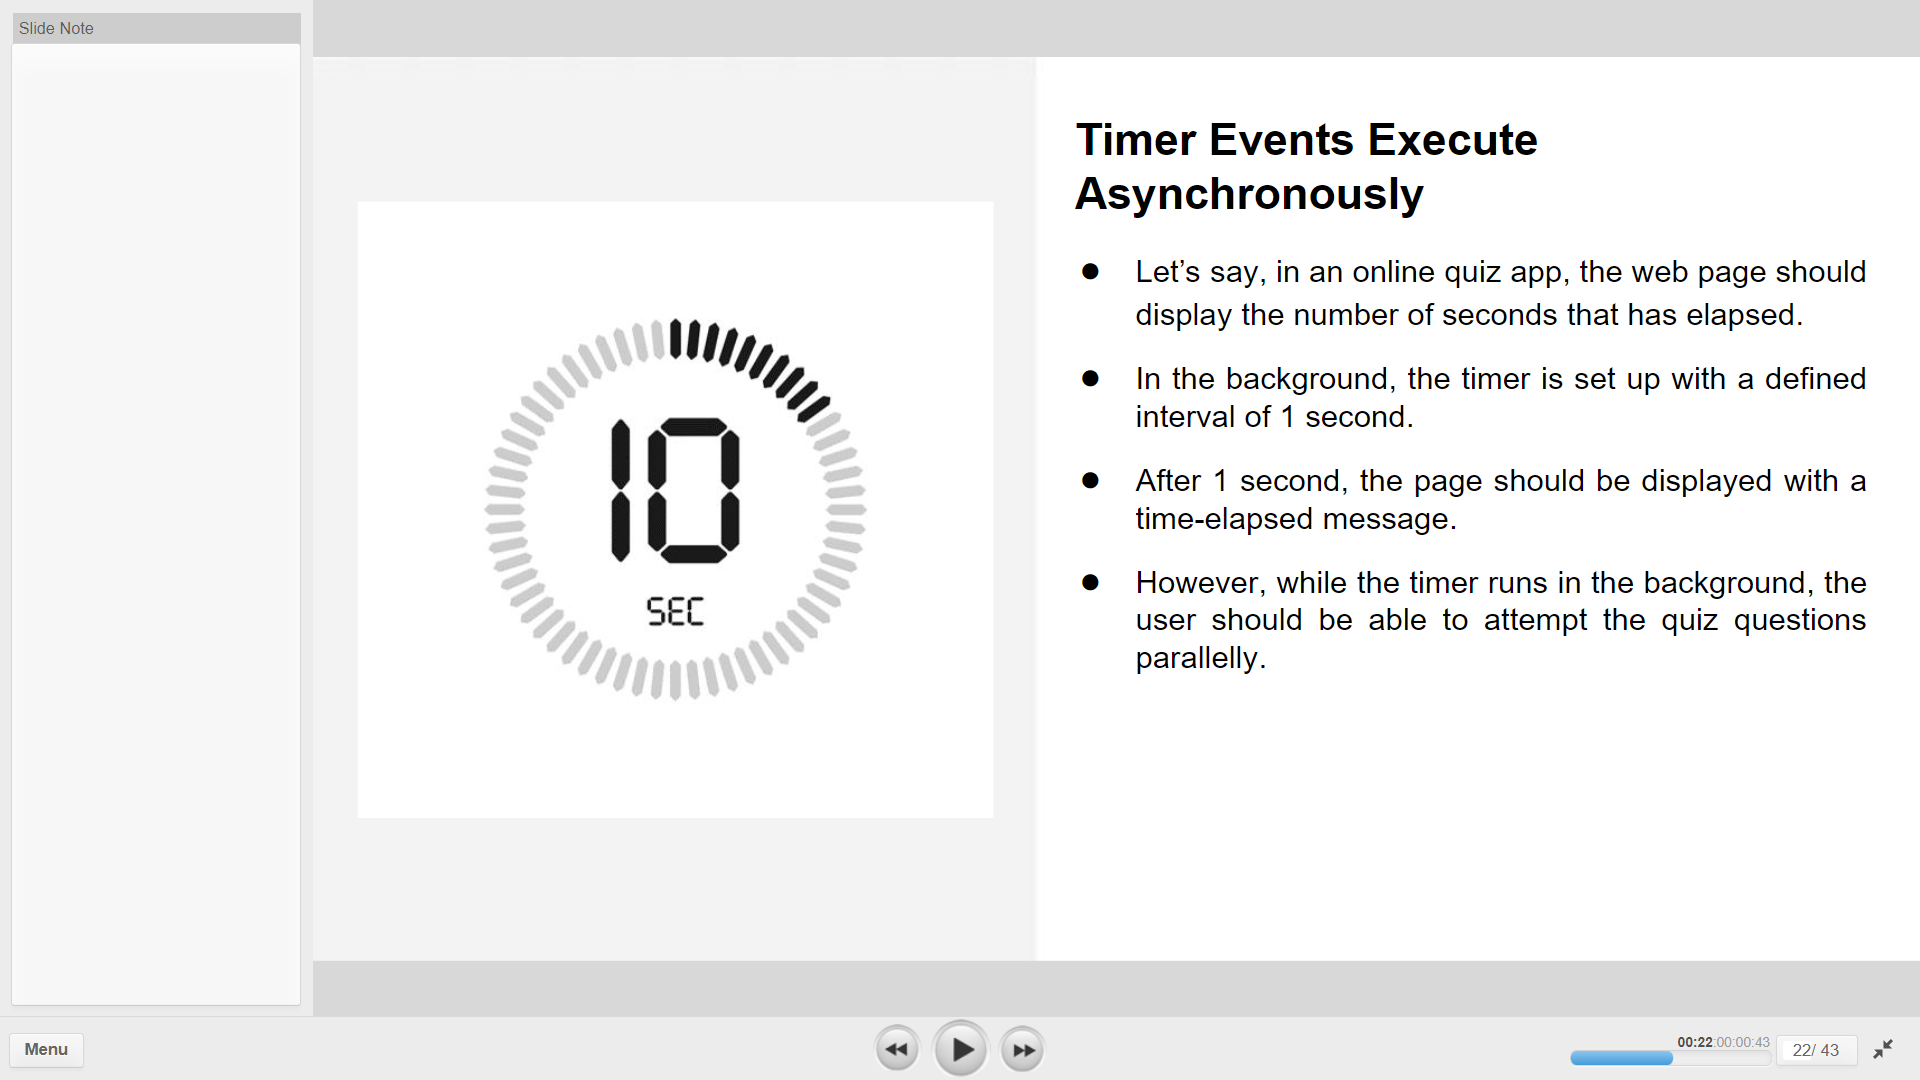 Slide Note
Timer Events Execute
Asynchronously
● Let’s say, in an online quiz app, the web page should
display the number of seconds that has elapsed.
● In the background, the timer is set up with a defined
interval of 1 second.
● After 1 second, the page should be displayed with a
time-elapsed message.
● However, while the timer runs in the background, the
user should be able to attempt the quiz questions
parallelly.
10
SEC
Menu
00:22:00:00:43
22/ 43